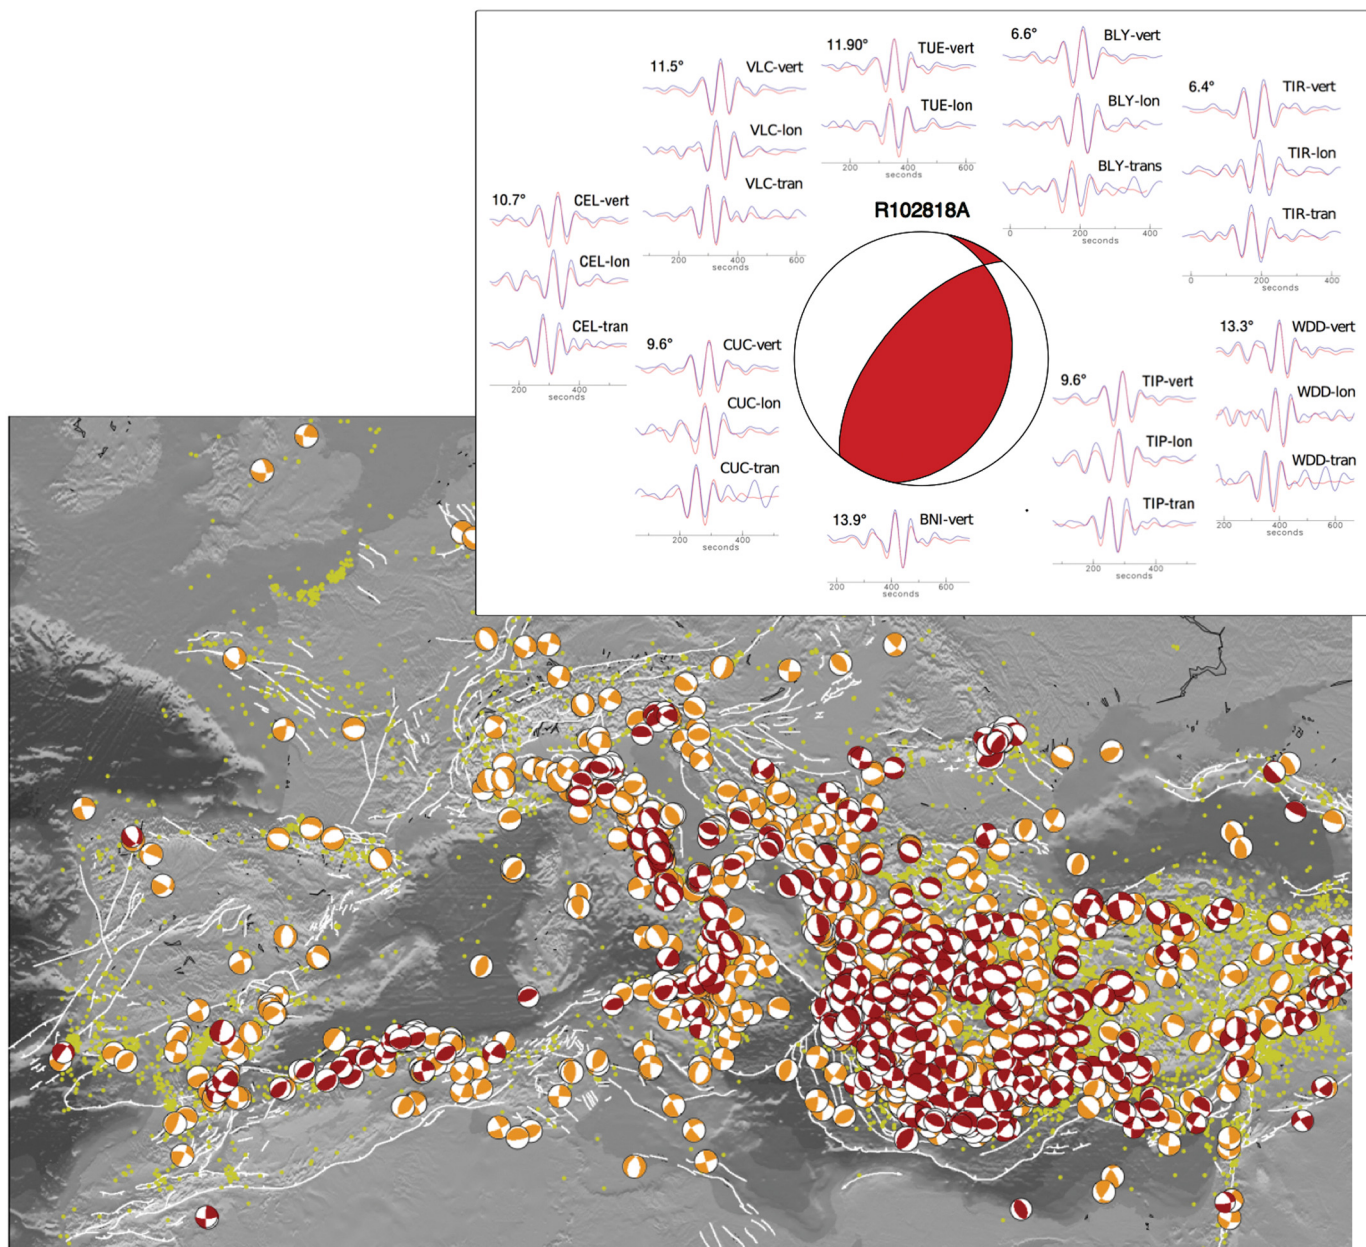 11.5°
VLC-vert
VLC-lon
VLC-tran
200 400 600
seconds
11.90°
TUE-vert
TUE-lon
200 400 600
seconds
6.6°
BLY-vert
BLY-lon
BLY-trans
0 200 400
seconds
6.4°
TIR-vert
TIR-lon
TIR-tran
0 200 400
seconds
10.7°
CEL-vert
CEL-lon
CEL-tran
200 400
seconds
R102818A
9.6°
CUC-vert
CUC-lon
CUC-tran
200 400
seconds
13.9°
BNI-vert
200 400 600
seconds
9.6°
TIP-vert
TIP-lon
TIP-tran
200 400
seconds
13.3°
WDD-vert
WDD-lon
WDD-tran
200 400 600
seconds